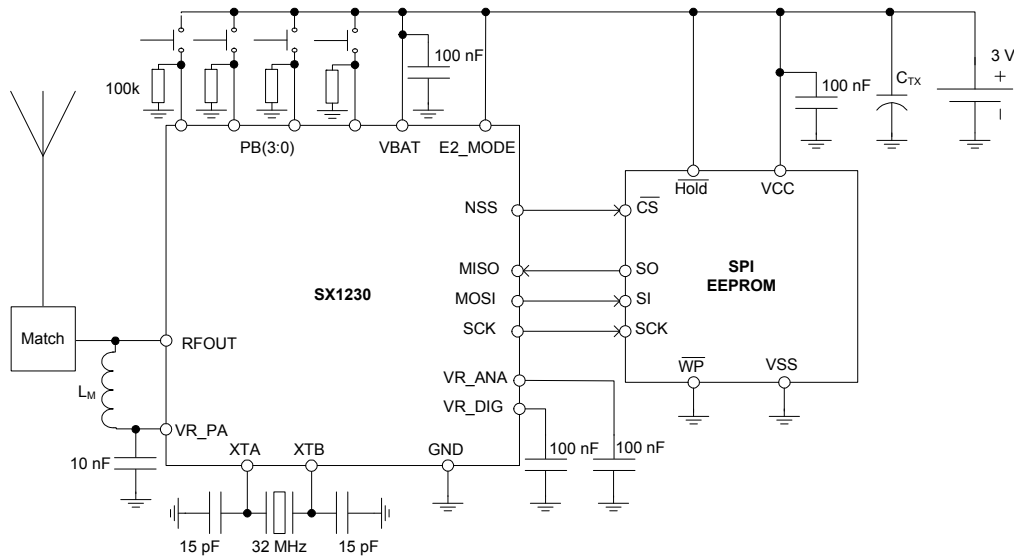 3 V
+
100 nF
100k
100 nF
CTX
–
PB(3:0)
VBAT
E2_MODE
Hold
VCC
NSS
CS
MISO
SO
SPI
EEPROM
SX1230
MOSI
SI
SCK
SCK
Match
RFOUT
WP
VSS
VR_ANA
LM
VR_DIG
VR_PA
XTA
XTB
GND
100 nF
100 nF
10 nF
15 pF
32 MHz
15 pF